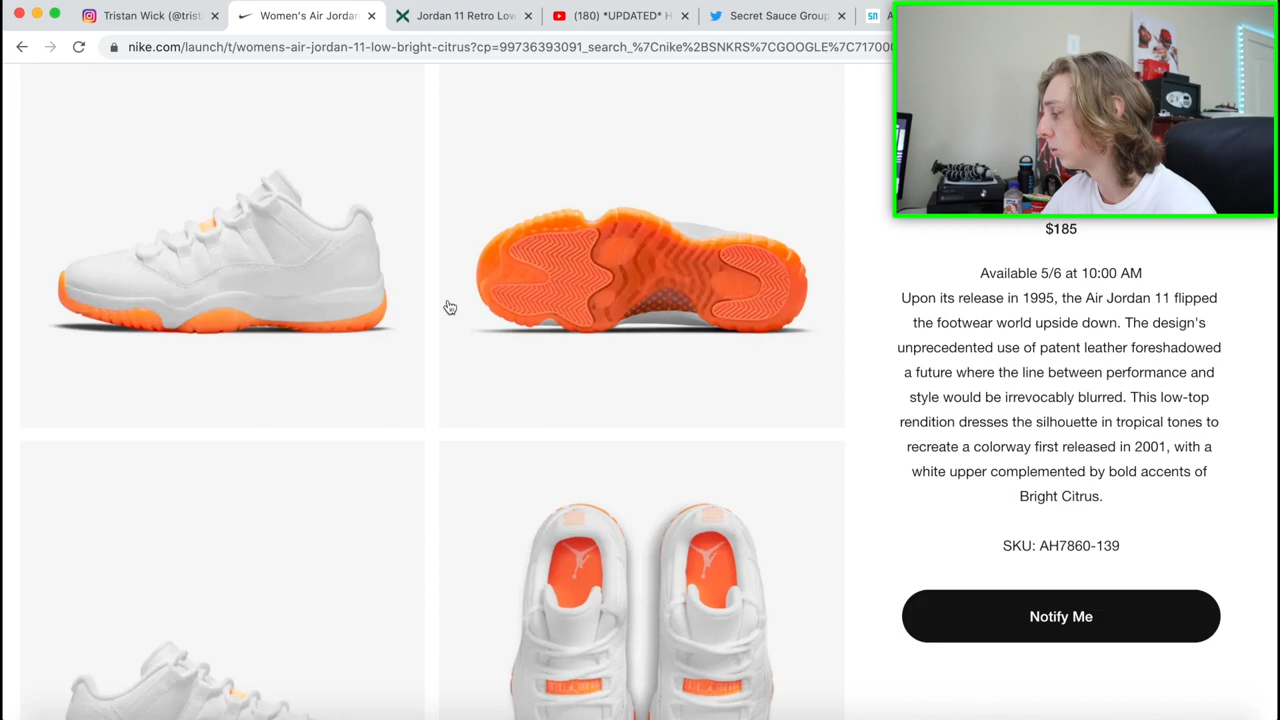 Tristan Wick (@trist
Women's Air Jordan
Jordan 11 Retro Low
(180) *UPDATED* H
Secret Sauce Group
sn
A
nike.com/launch/t/womens-air-jordan-11-low-bright-citrus?cp=99736393091_search_%7Cnike%2BSNKRS%7CGOOGLE%7C71700
$185
Available 5/6 at 10:00 AM
Upon its release in 1995, the Air Jordan 11 flipped
the footwear world upside down. The design's
unprecedented use of patent leather foreshadowed
a future where the line between performance and
style would be irrevocably blurred. This low-top
rendition dresses the silhouette in tropical tones to
recreate a colorway first released in 2001, with a
white upper complemented by bold accents of
Bright Citrus.
SKU: AH7860-139
Notify Me